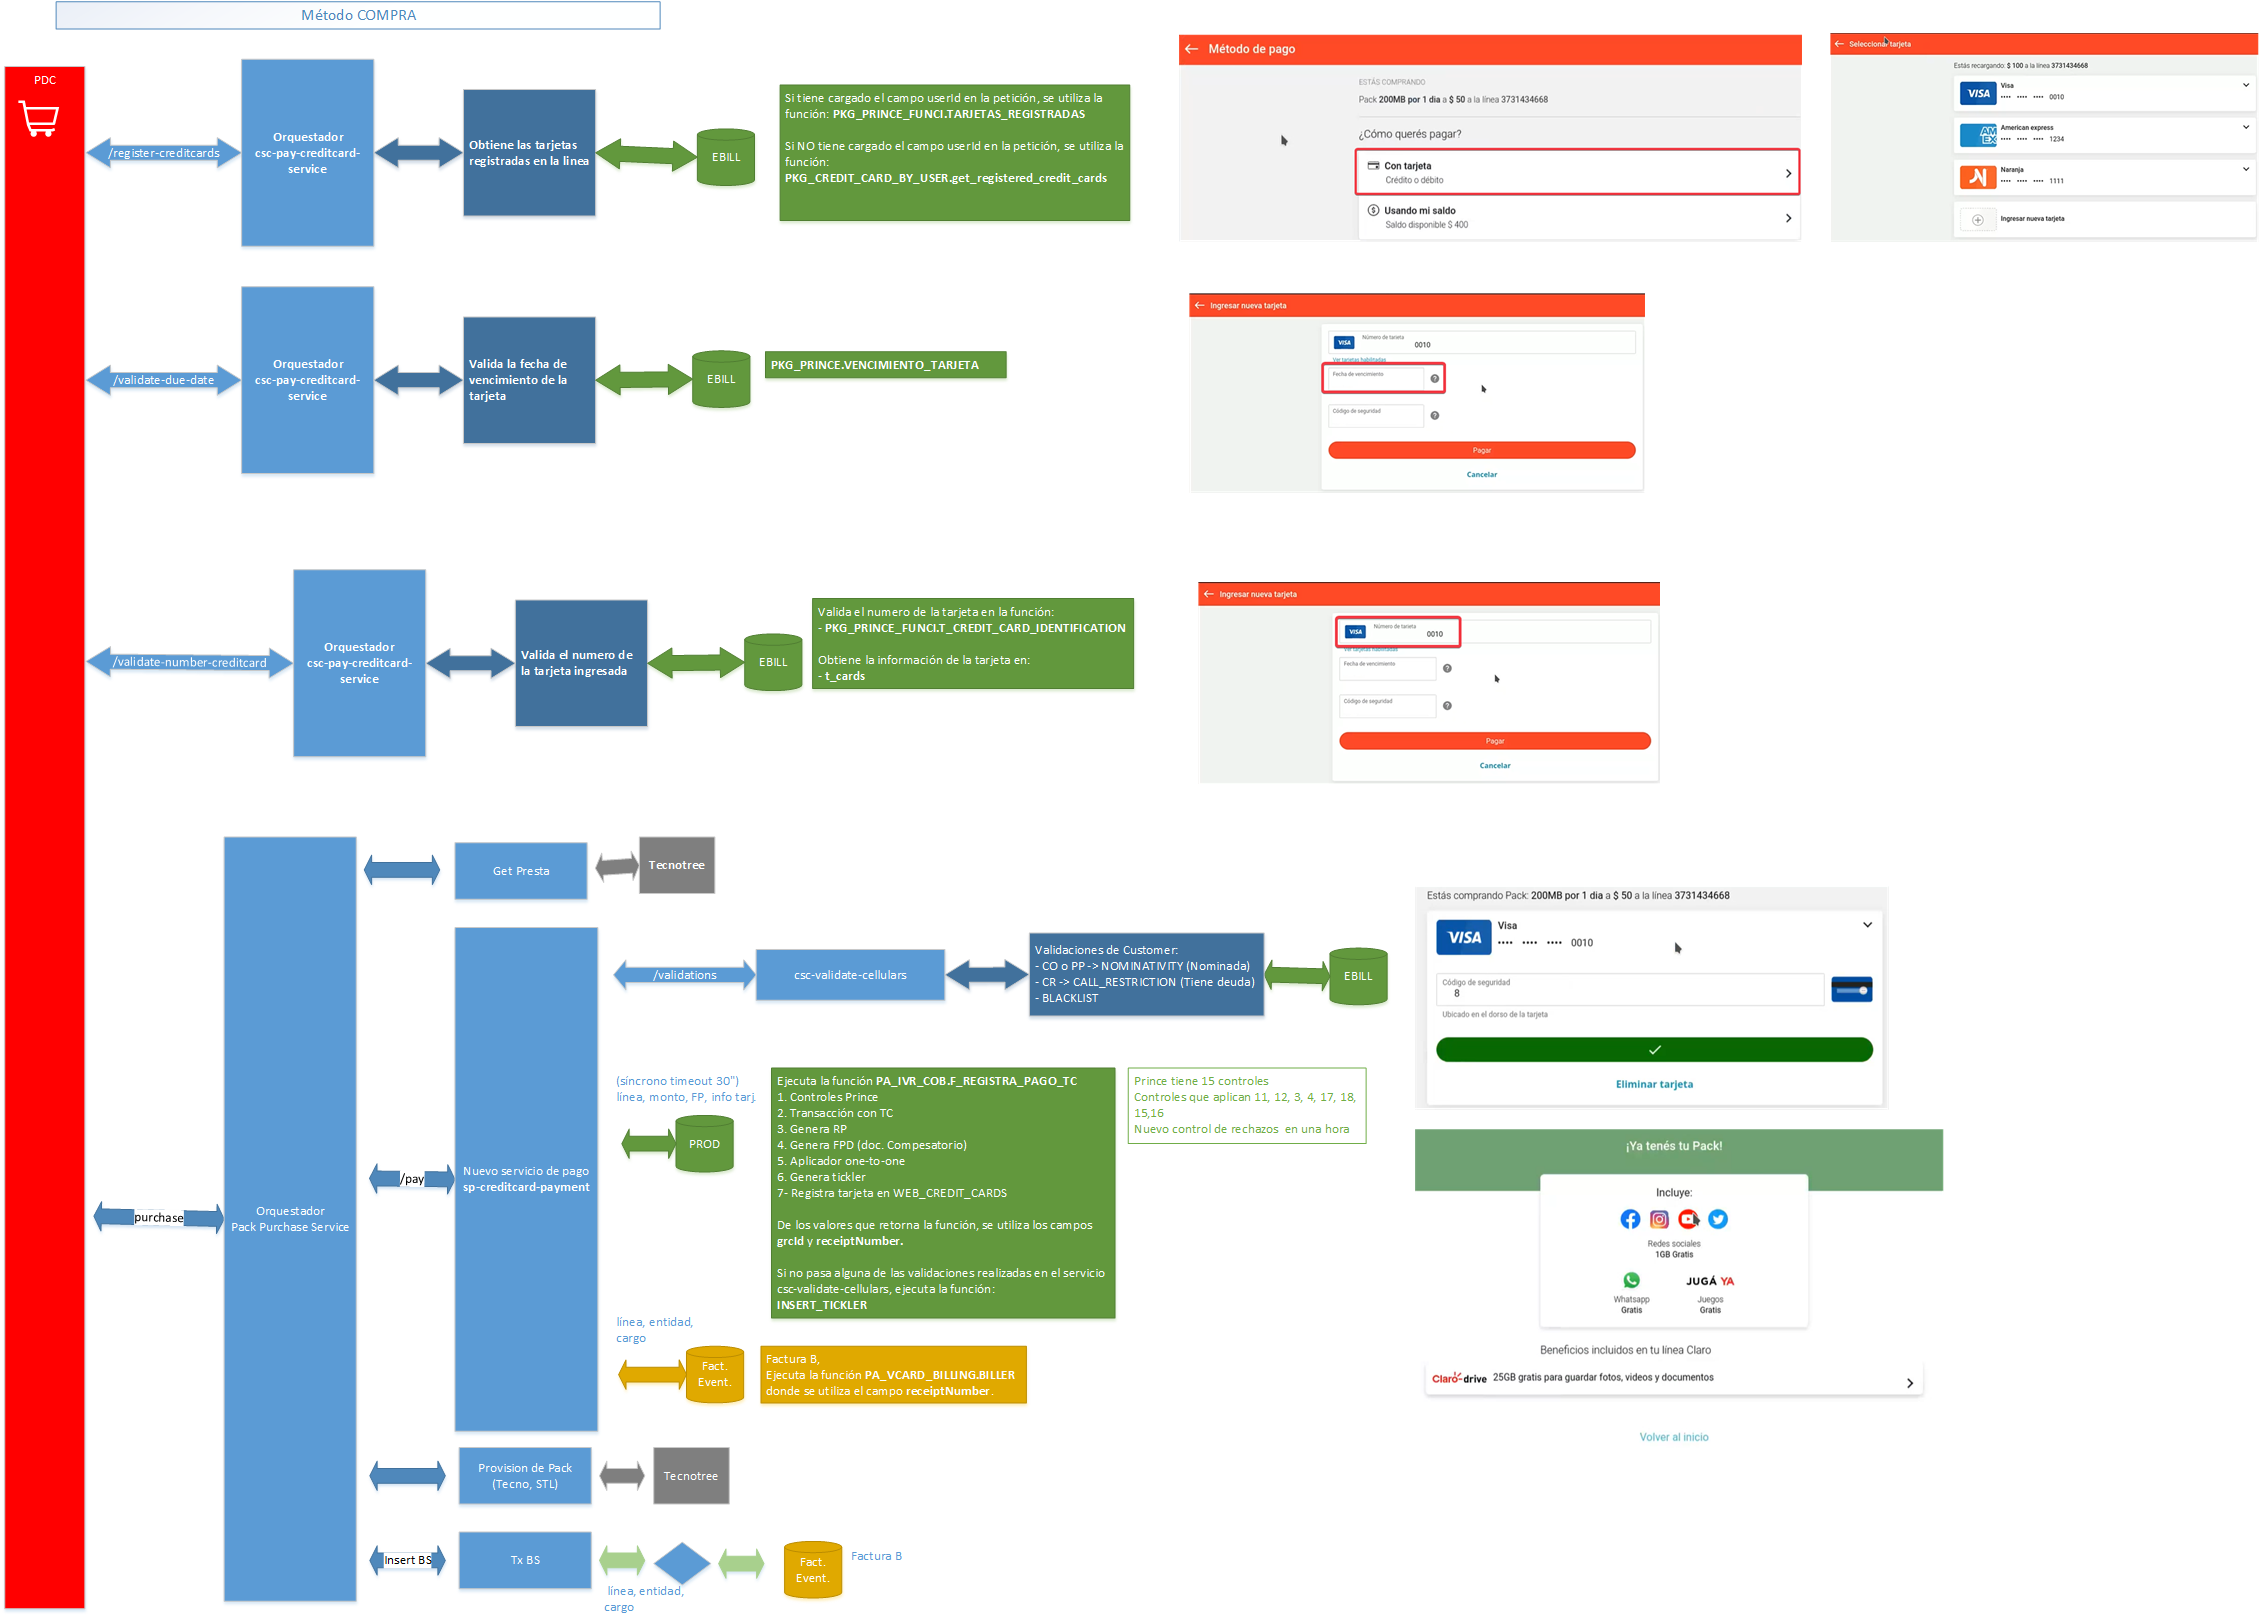 Método COMPRA
PDC
/register-creditcards
Orquestador
csc-pay-creditcard-
service
Obtiene las tarjetas
registradas en la linea
EBILL
Si tiene cargado el campo userId en la petición, se utiliza la
función: PKG_PRINCE_FUNCI.TARJETAS_REGISTRADAS
Si NO tiene cargado el campo userId en la petición, se utiliza la
función:
PKG_CREDIT_CARD_BY_USER.get_registered_credit_cards
Método de pago
ESTÁS COMPRANDO
Pack 200MB por 1 dia a $ 50 a la línea 3731434668
¿Cómo querés pagar?
Con tarjeta
Crédito o débito
Usando mi saldo
Saldo disponible $ 400
Seleccionar tarjeta
Estás recargando: $ 100 a la línea 3731434668
VISA
Visa
•••• •••• •••• 0010
AM
EX
American express
•••• •••• •••• 1234
Naranja
•••• •••• •••• 1111
Ingresar nueva tarjeta
/validate-due-date
Orquestador
csc-pay-creditcard-
service
Valida la fecha de
vencimiento de la
tarjeta
EBILL
PKG_PRINCE.VENCIMIENTO_TARJETA
Ingresar nueva tarjeta
VISA
Número de tarjeta
0010
Ver tarjetas habilitadas
Fecha de vencimiento
?
Código de seguridad
?
Pagar
Cancelar
/validate-number-creditcard
Orquestador
csc-pay-creditcard-
service
Valida el numero de
la tarjeta ingresada
EBILL
Valida el numero de la tarjeta en la función:
- PKG_PRINCE_FUNCI.T_CREDIT_CARD_IDENTIFICATION
Obtiene la información de la tarjeta en:
- t_cards
Ingresar nueva tarjeta
VISA
Número de tarjeta
0010
Ver tarjetas habilitadas
Fecha de vencimiento
?
Código de seguridad
?
Pagar
Cancelar
purchase
Orquestador
Pack Purchase Service
Get Presta
Tecnotree
/pay
Nuevo servicio de pago
sp-creditcard-payment
/validations
csc-validate-cellulars
Validaciones de Customer:
- CO o PP -> NOMINATIVITY (Nominada)
- CR -> CALL_RESTRICTION (Tiene deuda)
- BLACKLIST
EBILL
(síncrono timeout 30")
línea, monto, FP, info tarj.
PROD
Ejecuta la función PA_IVR_COB.F_REGISTRA_PAGO_TC
1. Controles Prince
2. Transacción con TC
3. Genera RP
4. Genera FPD (doc. Compesatorio)
5. Aplicador one-to-one
6. Genera tickler
7- Registra tarjeta en WEB_CREDIT_CARDS
De los valores que retorna la función, se utiliza los campos
grcId y receiptNumber.
Si no pasa alguna de las validaciones realizadas en el servicio
csc-validate-cellulars, ejecuta la función:
INSERT_TICKLER
Prince tiene 15 controles
Controles que aplican 11, 12, 3, 4, 17, 18,
15,16
Nuevo control de rechazos en una hora
línea, entidad,
cargo
Fact.
Event.
Factura B,
Ejecuta la función PA_VCARD_BILLING.BILLER
donde se utiliza el campo receiptNumber.
Provision de Pack
(Tecno, STL)
Tecnotree
Insert BS
Tx BS
línea, entidad,
cargo
Fact.
Event.
Factura B
Estás comprando Pack: 200MB por 1 dia a $ 50 a la línea 3731434668
VISA
Visa
•••• •••• •••• 0010
Código de seguridad
8
Ubicado en el dorso de la tarjeta
Eliminar tarjeta
¡Ya tenés tu Pack!
Incluye:
Redes sociales
1GB Gratis
JUGÁ YA
Whatsapp
Gratis
Juegos
Gratis
Beneficios incluidos en tu línea Claro
Claro-drive 25GB gratis para guardar fotos, videos y documentos
Volver al inicio